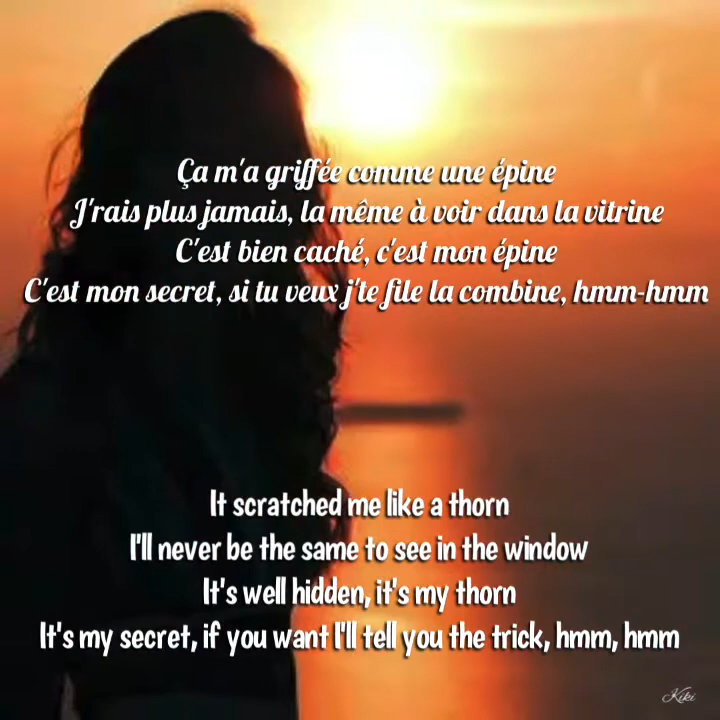 Ça m'a griffée comme une épine
J'rais plus jamais, la même à voir dans la vitrine
C'est bien caché, c'est mon épine
C'est mon secret, si tu veux j'te file la combine, hmm-hmm
It scratched me like a thorn
I'll never be the same to see in the window
It's well hidden, it's my thorn
It's my secret, if you want I'll tell you the trick, hmm, hmm
Kiki